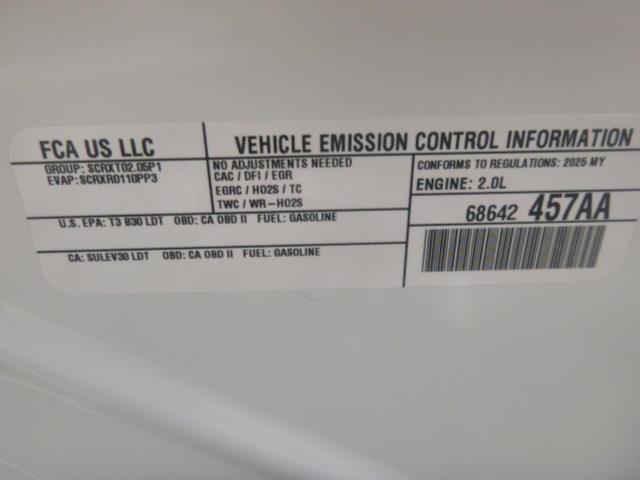 FCA US LLC
GROUP: SCRXT02.05P1
EVAP: SCRXR0110PP3
VEHICLE EMISSION CONTROL INFORMATION
NO ADJUSTMENTS NEEDED
CAC / DFI / EGR
EGRC / HO2S / TC
TWC / WR-HO2S
CONFORMS TO REGULATIONS: 2025 MY
ENGINE: 2.0L
U.S. EPA: T3 B30 LDT OBD: CA OBD II FUEL: GASOLINE
CA: SULEV30 LDT OBD: CA OBD II FUEL: GASOLINE
68642 457AA